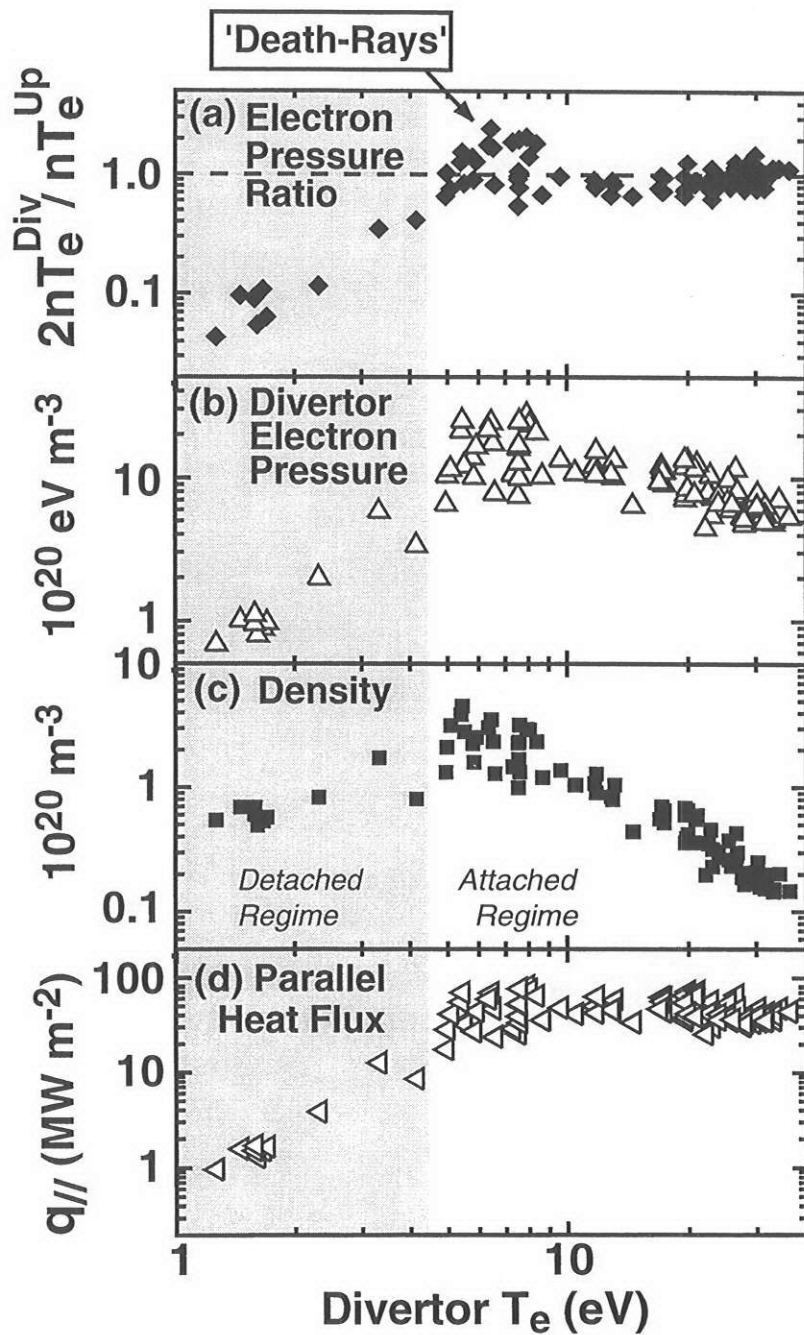 'Death-Rays'
2nTe^Div / nTe^Up
(a) Electron
Pressure
Ratio
1.0
0.1
(b) Divertor
Electron
Pressure
10^20 eV m^-3
10
1
10
(c) Density
10^20 m^-3
1
0.1
Detached
Regime
Attached
Regime
(d) Parallel
Heat Flux
q// (MW m^-2)
100
10
1
1
10
Divertor Te (eV)